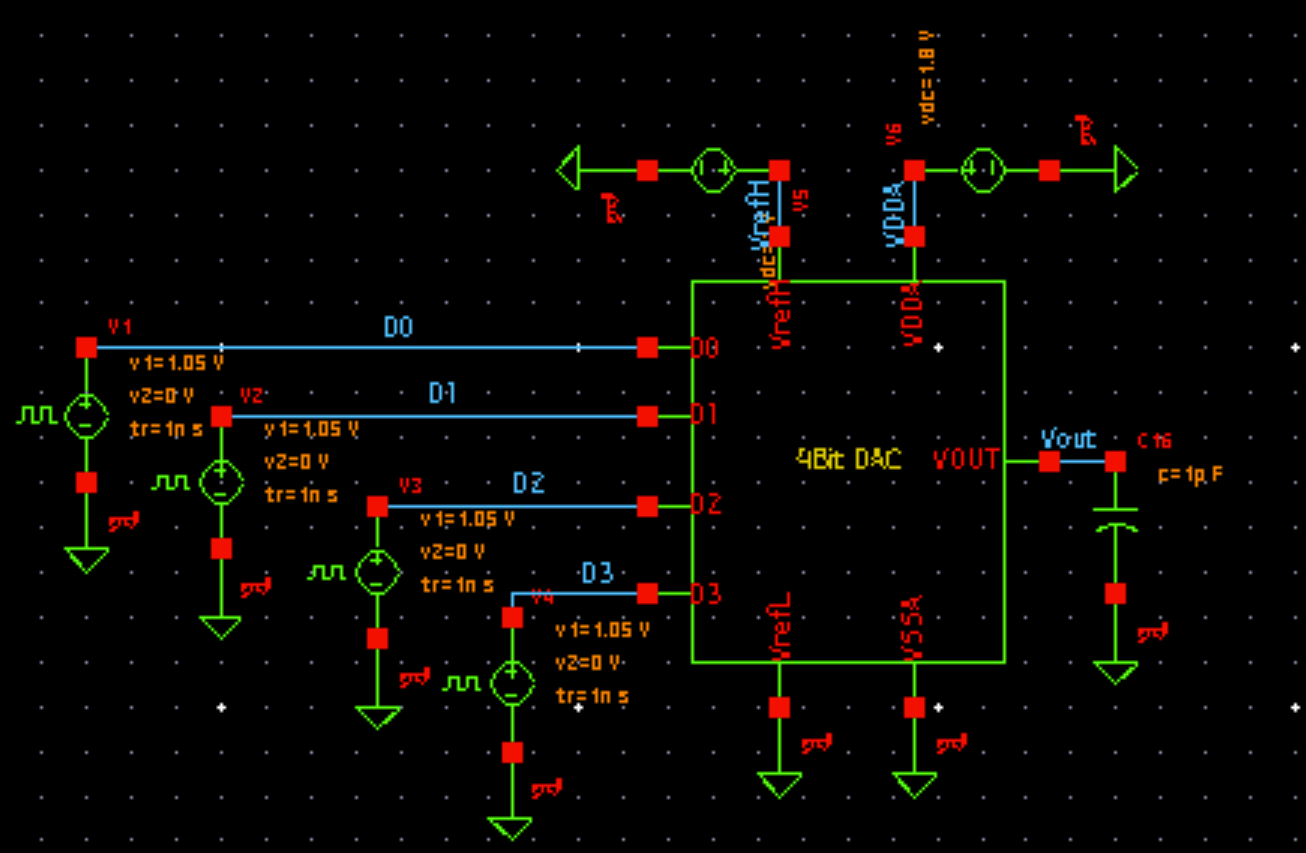 vdc=1.8 V
V6
VrefH
V5
VDDA
VrefH
VDDA
V1
D0
D0
v1=1.05 V
v2=0 V
tr=1n s
V2
D1
D1
v1=1.05 V
v2=0 V
tr=1n s
4Bit DAC
VOUT
Vout
C16
c=1p F
V3
D2
D2
v1=1.05 V
v2=0 V
tr=1n s
V4
D3
D3
v1=1.05 V
v2=0 V
tr=1n s
VrefL
VSSA
gnd
gnd
gnd
gnd
gnd
gnd
gnd
gnd
gnd